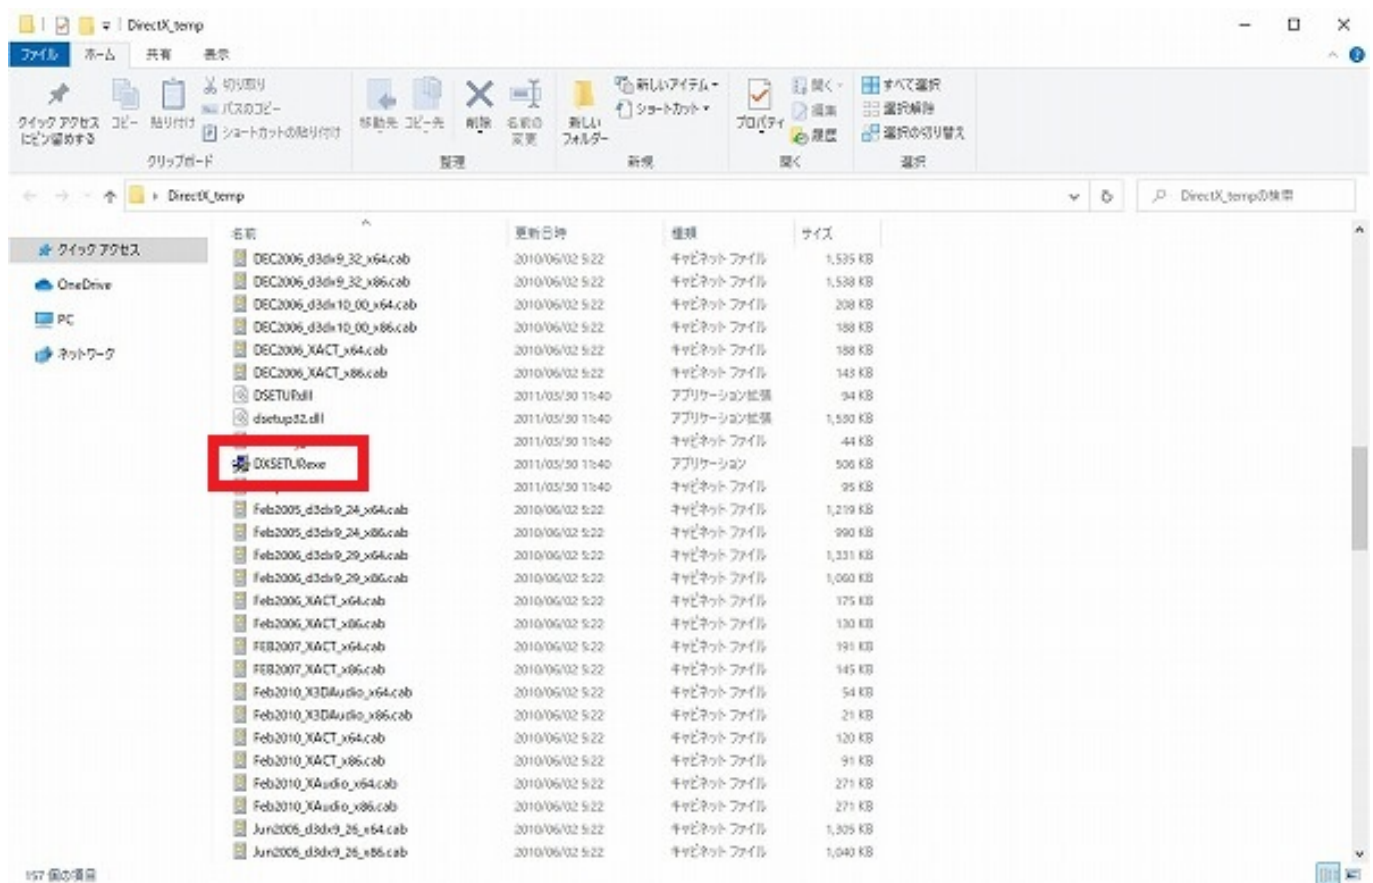 DirectX_temp
ファイル ホーム 共有 表示
クイック アクセス
にピン留めする
コピー
貼り付け
切り取り
パスのコピー
ショートカットの貼り付け
クリップボード
移動先
コピー先
削除
名前の
変更
整理
新しい
フォルダー
新しいアイテム
ショートカット
新規
プロパティ
開く
編集
履歴
開く
すべて選択
選択解除
選択の切り替え
選択
DirectX_temp
DirectX_tempの検索
クイック アクセス
OneDrive
PC
ネットワーク
名前 更新日時 種類 サイズ
DEC2006_d3dx9_32_x64.cab 2010/06/02 5:22 キャビネット ファイル 1,535 KB
DEC2006_d3dx9_32_x86.cab 2010/06/02 5:22 キャビネット ファイル 1,538 KB
DEC2006_d3dx10_00_x64.cab 2010/06/02 5:22 キャビネット ファイル 208 KB
DEC2006_d3dx10_00_x86.cab 2010/06/02 5:22 キャビネット ファイル 188 KB
DEC2006_XACT_x64.cab 2010/06/02 5:22 キャビネット ファイル 188 KB
DEC2006_XACT_x86.cab 2010/06/02 5:22 キャビネット ファイル 143 KB
DSETUP.dll 2011/03/30 11:40 アプリケーション拡張 94 KB
dsetup32.dll 2011/03/30 11:40 アプリケーション拡張 1,530 KB
2011/03/30 11:40 キャビネット ファイル 44 KB
DXSETUP.exe 2011/03/30 11:40 アプリケーション 506 KB
2011/03/30 11:40 キャビネット ファイル 95 KB
Feb2005_d3dx9_24_x64.cab 2010/06/02 5:22 キャビネット ファイル 1,219 KB
Feb2005_d3dx9_24_x86.cab 2010/06/02 5:22 キャビネット ファイル 990 KB
Feb2006_d3dx9_29_x64.cab 2010/06/02 5:22 キャビネット ファイル 1,331 KB
Feb2006_d3dx9_29_x86.cab 2010/06/02 5:22 キャビネット ファイル 1,060 KB
Feb2006_XACT_x64.cab 2010/06/02 5:22 キャビネット ファイル 175 KB
Feb2006_XACT_x86.cab 2010/06/02 5:22 キャビネット ファイル 130 KB
FEB2007_XACT_x64.cab 2010/06/02 5:22 キャビネット ファイル 191 KB
FEB2007_XACT_x86.cab 2010/06/02 5:22 キャビネット ファイル 145 KB
Feb2010_X3DAudio_x64.cab 2010/06/02 5:22 キャビネット ファイル 54 KB
Feb2010_X3DAudio_x86.cab 2010/06/02 5:22 キャビネット ファイル 21 KB
Feb2010_XACT_x64.cab 2010/06/02 5:22 キャビネット ファイル 120 KB
Feb2010_XACT_x86.cab 2010/06/02 5:22 キャビネット ファイル 91 KB
Feb2010_XAudio_x64.cab 2010/06/02 5:22 キャビネット ファイル 271 KB
Feb2010_XAudio_x86.cab 2010/06/02 5:22 キャビネット ファイル 271 KB
Jun2005_d3dx9_26_x64.cab 2010/06/02 5:22 キャビネット ファイル 1,305 KB
Jun2005_d3dx9_26_x86.cab 2010/06/02 5:22 キャビネット ファイル 1,040 KB
157 個の項目